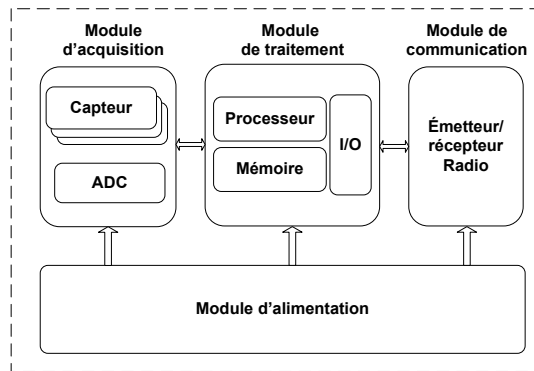 Module
d'acquisition
Module
de traitement
Module de
communication
Capteur
ADC
Processeur
Mémoire
I/O
Émetteur/
récepteur
Radio
Module d'alimentation